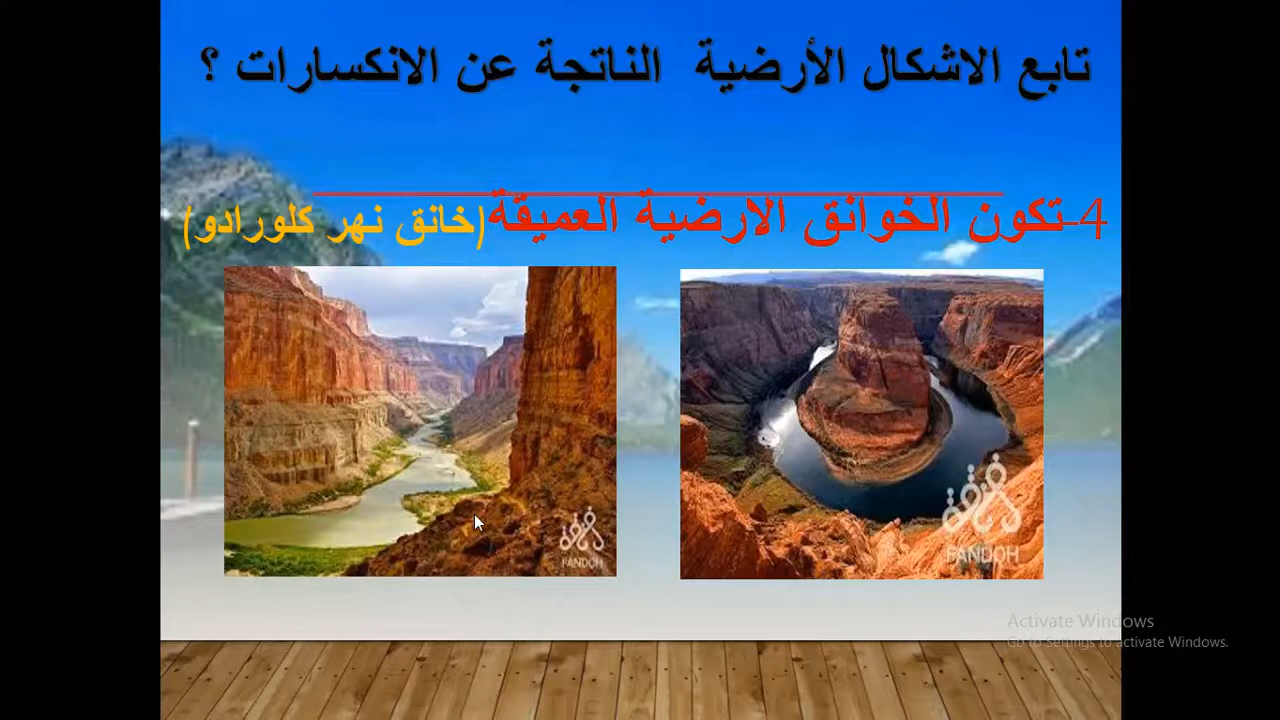 تابع الاشكال الأرضية الناتجة عن الانكسارات ؟
4-تكون الخوانق الارضية العميقة(خانق نهر كلورادو)
FANDOH
FANDOH
Activate Windows
Go to Settings to activate Windows.